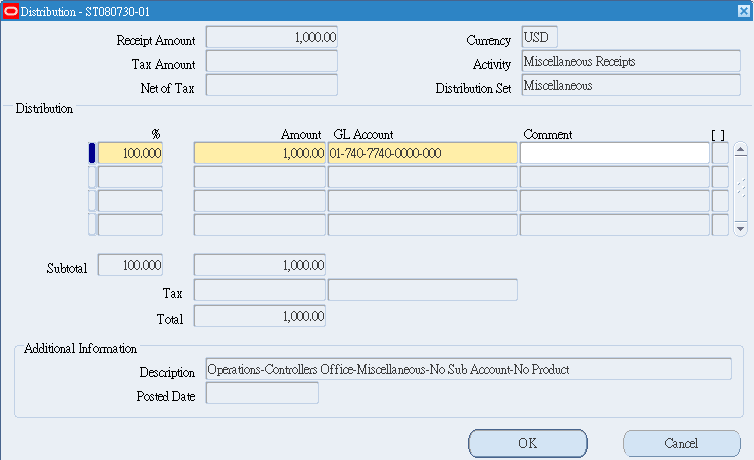 Distribution - ST080730-01
Receipt Amount 1,000.00 Currency USD
Tax Amount Activity Miscellaneous Receipts
Net of Tax Distribution Set Miscellaneous
Distribution
% Amount GL Account Comment [ ]
100.000 1,000.00 01-740-7740-0000-000
Subtotal 100.000 1,000.00
Tax
Total 1,000.00
Additional Information
Description Operations-Controllers Office-Miscellaneous-No Sub Account-No Product
Posted Date
OK Cancel